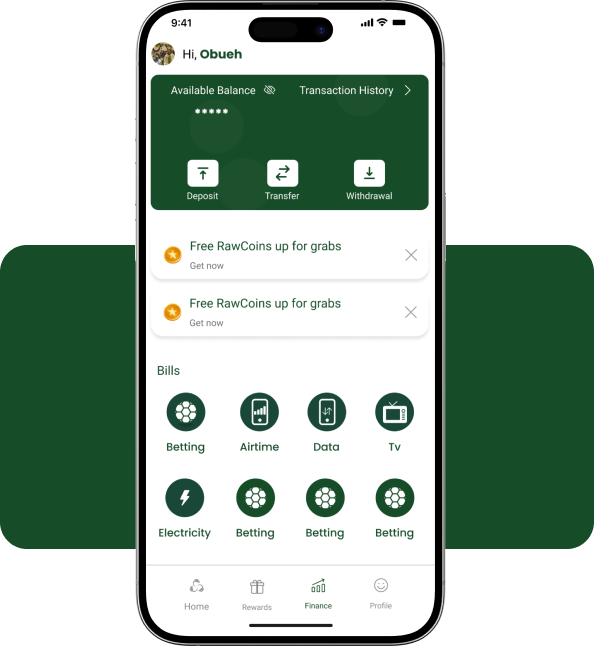 9:41
Hi, Obueh
Available Balance Transaction History
*****
Deposit Transfer Withdrawal
Free RawCoins up for grabs
Get now
Free RawCoins up for grabs
Get now
Bills
Betting Airtime Data Tv
Electricity Betting Betting Betting
Home Rewards Finance Profile